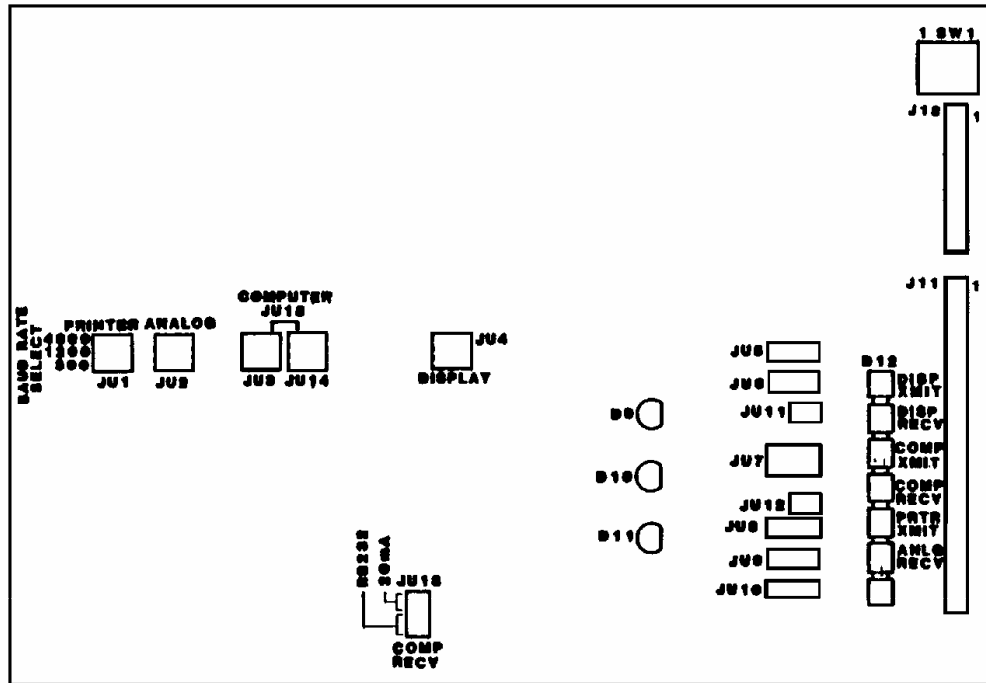 1 SW1
J13 1
J11 1
COMPUTER
JU15
BAUD RATE
SELECT
4800
1200
300
PRINTER ANALOG
JU1 JU2 JU3 JU14
JU4
DISPLAY
JU5
JU6
JU11
JU7
JU12
JU8
JU9
JU10
D9
D10
D11
D12
DISP
XMIT
DISP
RECV
COMP
XMIT
COMP
RECV
PRTR
XMIT
ANLG
RECV
RS232
20mA
COMP
RECV